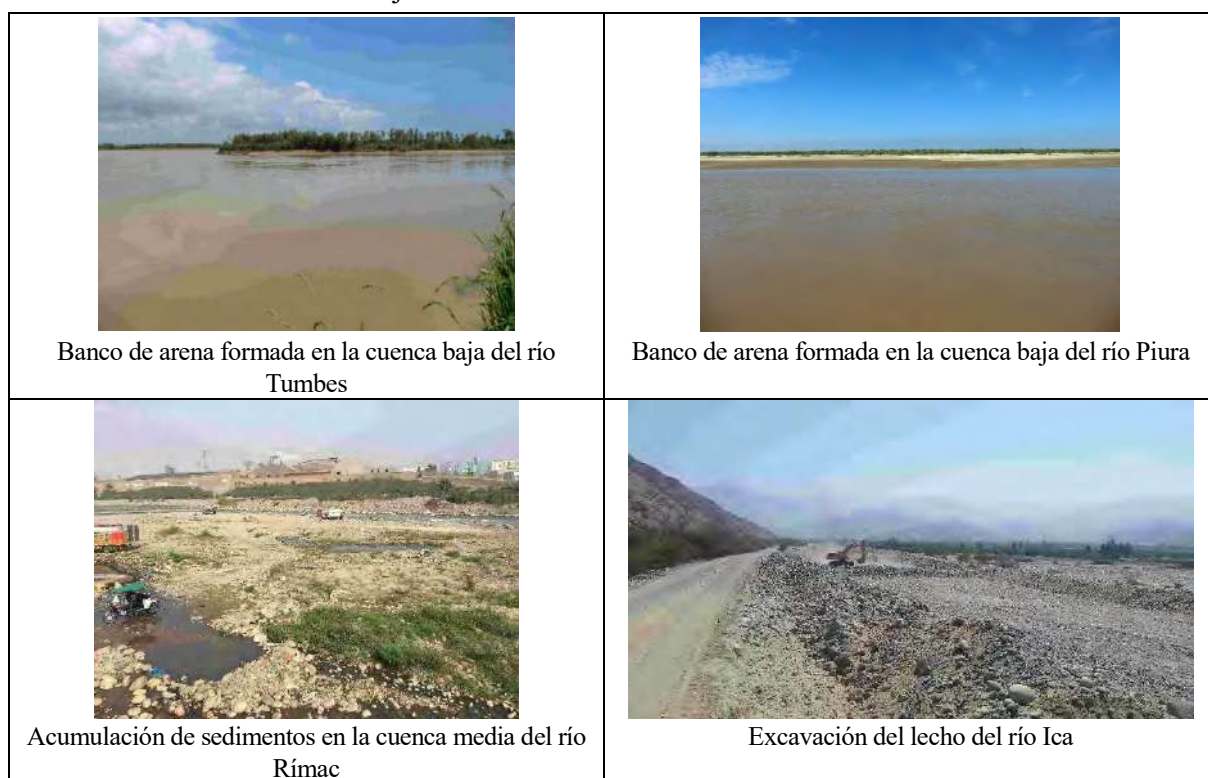 Banco de arena formada en la cuenca baja del río
Tumbes
Banco de arena formada en la cuenca baja del río Piura
Acumulación de sedimentos en la cuenca media del río
Rímac
Excavación del lecho del río Ica